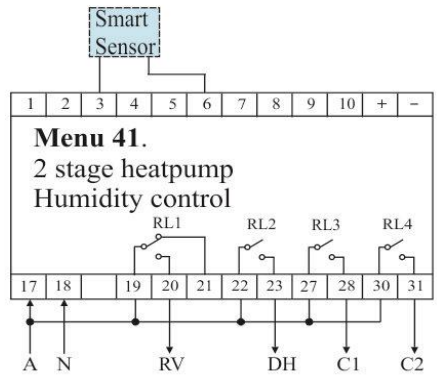 Smart
Sensor
1 2 3 4 5 6 7 8 9 10 + −
Menu 41.
2 stage heatpump
Humidity control
RL1 RL2 RL3 RL4
17 18 19 20 21 22 23 27 28 30 31
A N RV DH C1 C2